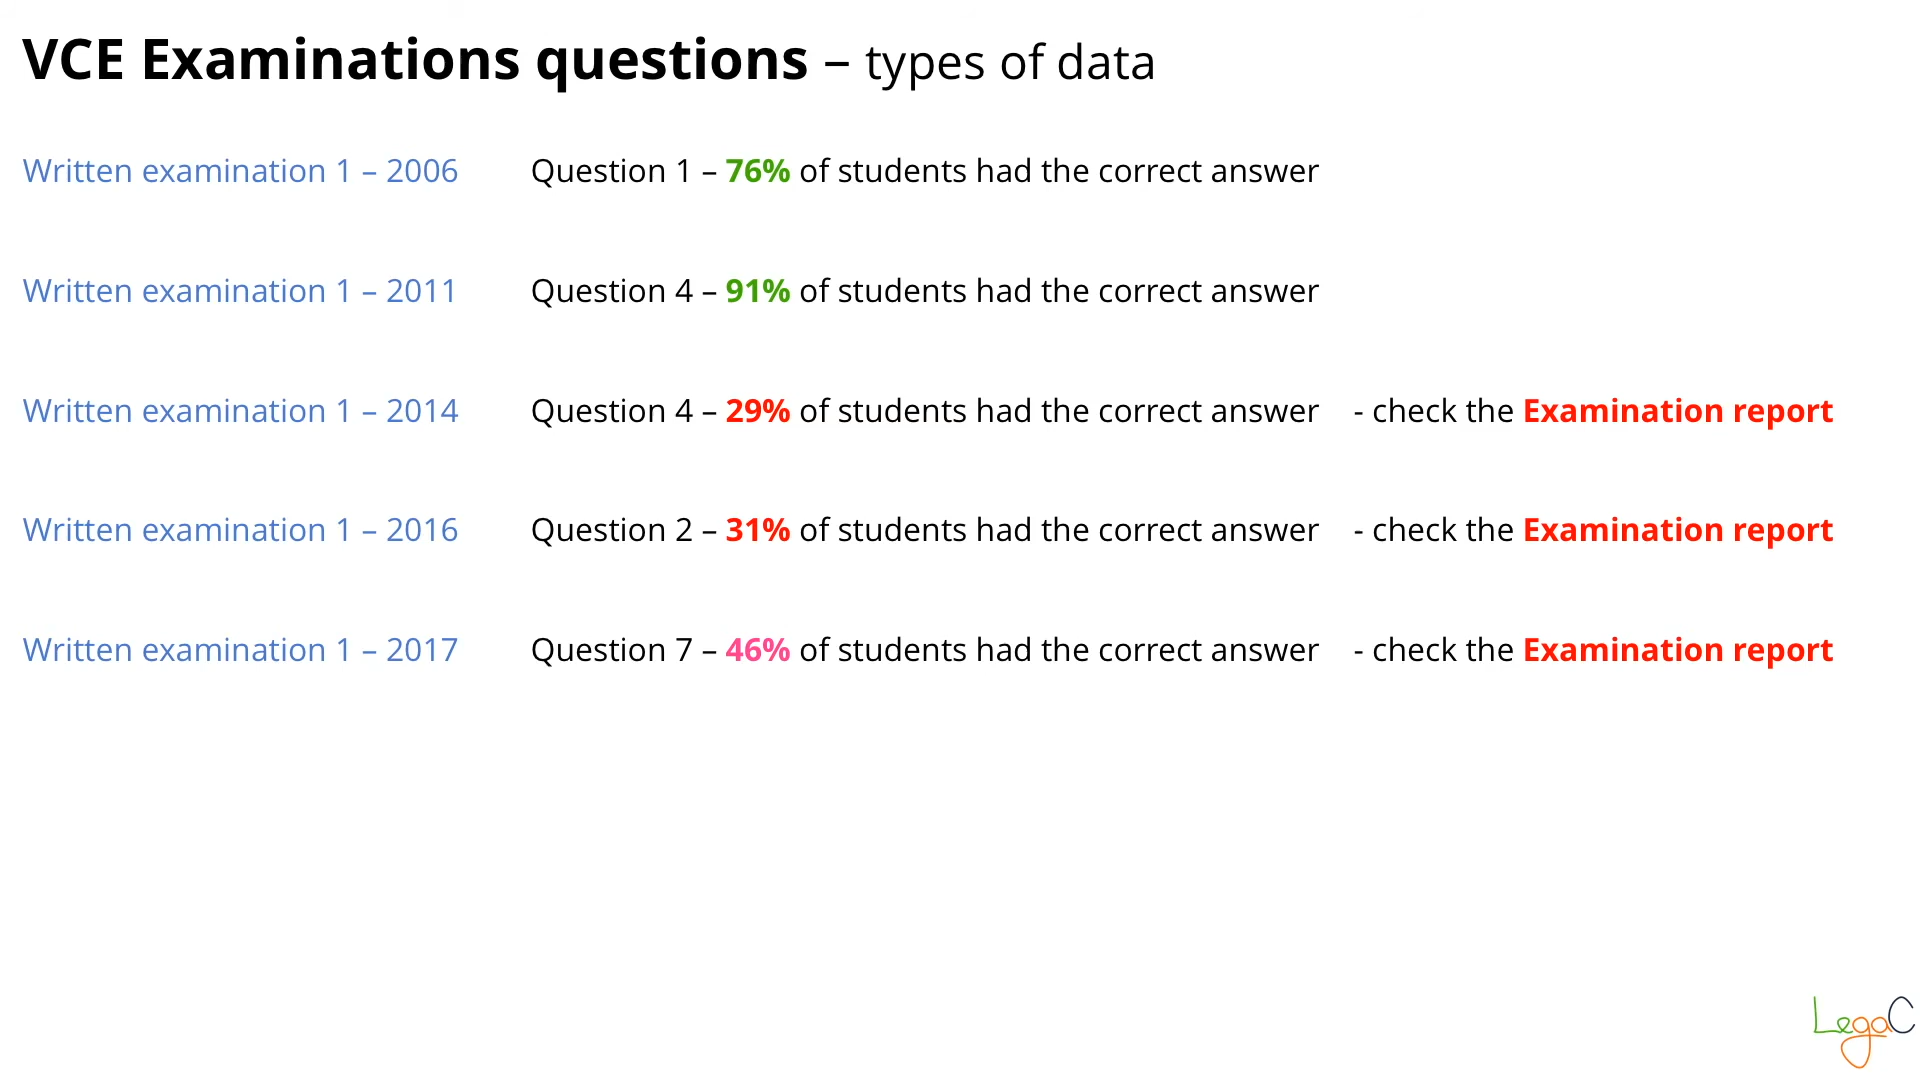 VCE Examinations questions – types of data
Written examination 1 – 2006 Question 1 – 76% of students had the correct answer
Written examination 1 – 2011 Question 4 – 91% of students had the correct answer
Written examination 1 – 2014 Question 4 – 29% of students had the correct answer - check the Examination report
Written examination 1 – 2016 Question 2 – 31% of students had the correct answer - check the Examination report
Written examination 1 – 2017 Question 7 – 46% of students had the correct answer - check the Examination report
LegaC